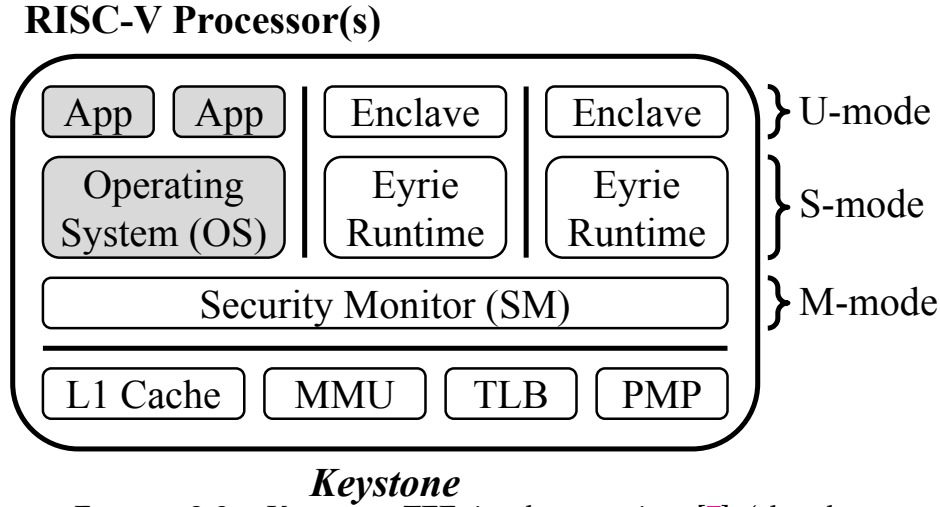 RISC-V Processor(s)
App App Enclave Enclave
U-mode
Operating
System (OS)
Eyrie
Runtime
Eyrie
Runtime
S-mode
Security Monitor (SM)
M-mode
L1 Cache MMU TLB PMP
Keystone